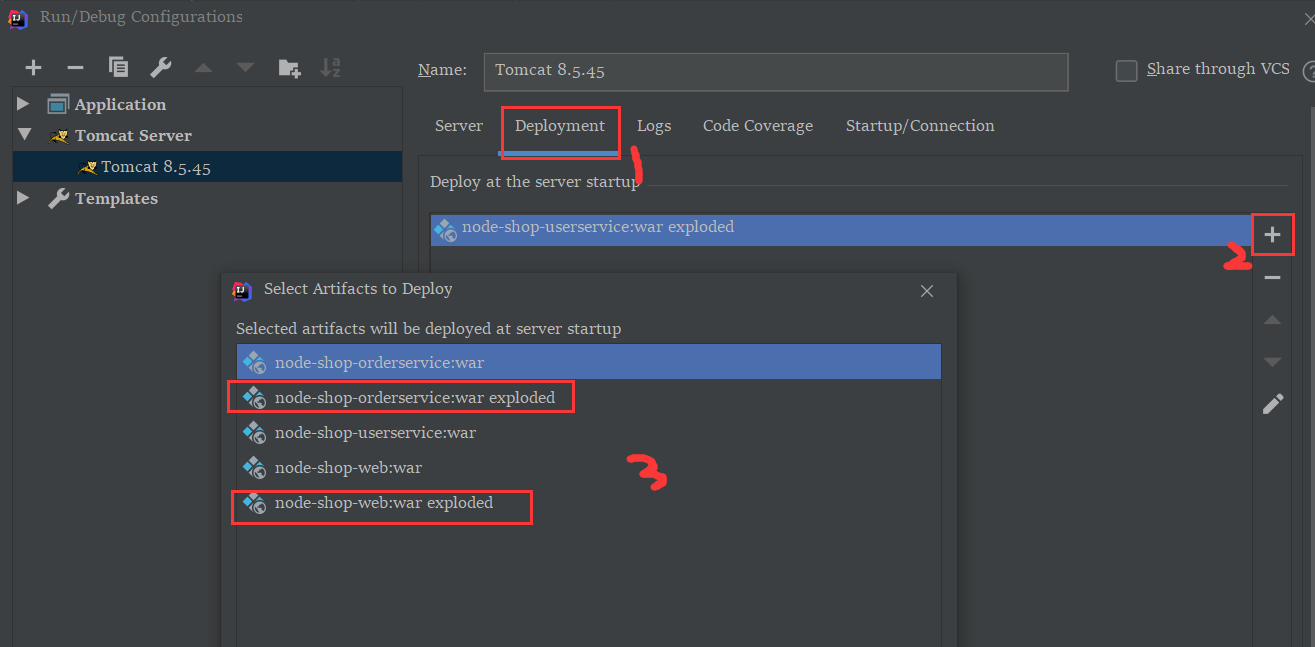 Run/Debug Configurations
Name: Tomcat 8.5.45 Share through VCS
Application
Tomcat Server
Tomcat 8.5.45
Templates
Server Deployment Logs Code Coverage Startup/Connection
1
Deploy at the server startup
node-shop-userservice:war exploded
2
Select Artifacts to Deploy
Selected artifacts will be deployed at server startup
node-shop-orderservice:war
node-shop-orderservice:war exploded
node-shop-userservice:war
node-shop-web:war
3
node-shop-web:war exploded